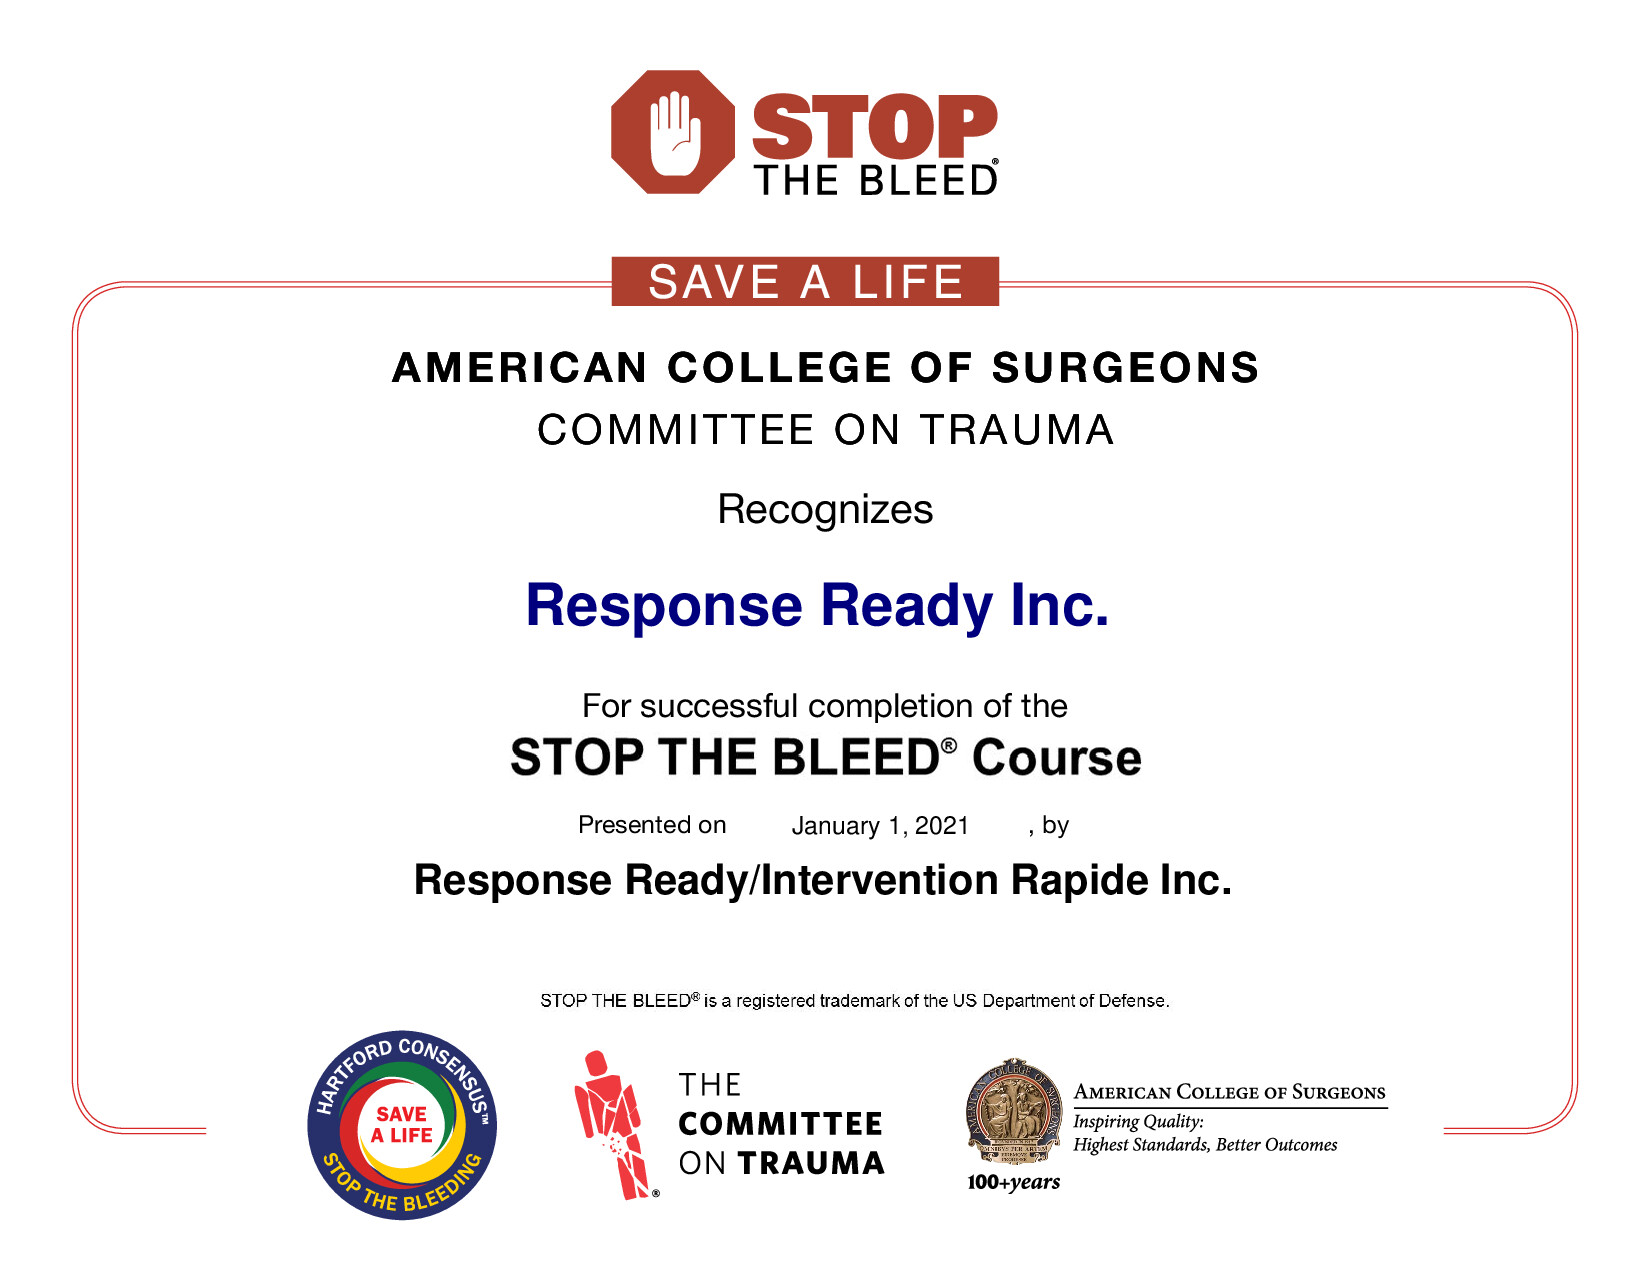 STOP
THE BLEED®
SAVE A LIFE
AMERICAN COLLEGE OF SURGEONS
COMMITTEE ON TRAUMA
Recognizes
Response Ready Inc.
For successful completion of the
STOP THE BLEED® Course
Presented on January 1, 2021 , by
Response Ready/Intervention Rapide Inc.
STOP THE BLEED® is a registered trademark of the US Department of Defense.
HARTFORD CONSENSUS™
SAVE
A LIFE
STOP THE BLEEDING
THE
COMMITTEE
ON TRAUMA
®
AMERICAN COLLEGE OF SURGEONS
Inspiring Quality:
Highest Standards, Better Outcomes
100+years